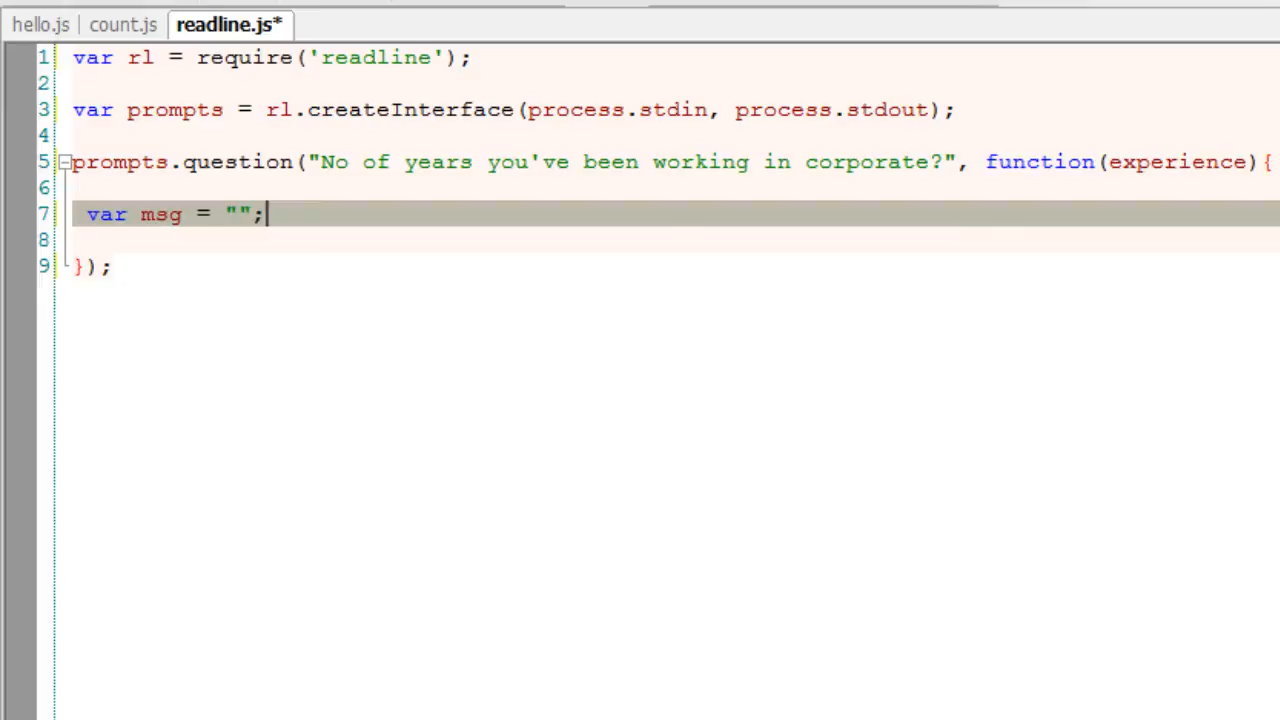 hello.js count.js readline.js*
1 var rl = require('readline');
2
3 var prompts = rl.createInterface(process.stdin, process.stdout);
4
5 prompts.question("No of years you've been working in corporate?", function(experience){
6
7 var msg = "";
8
9 });